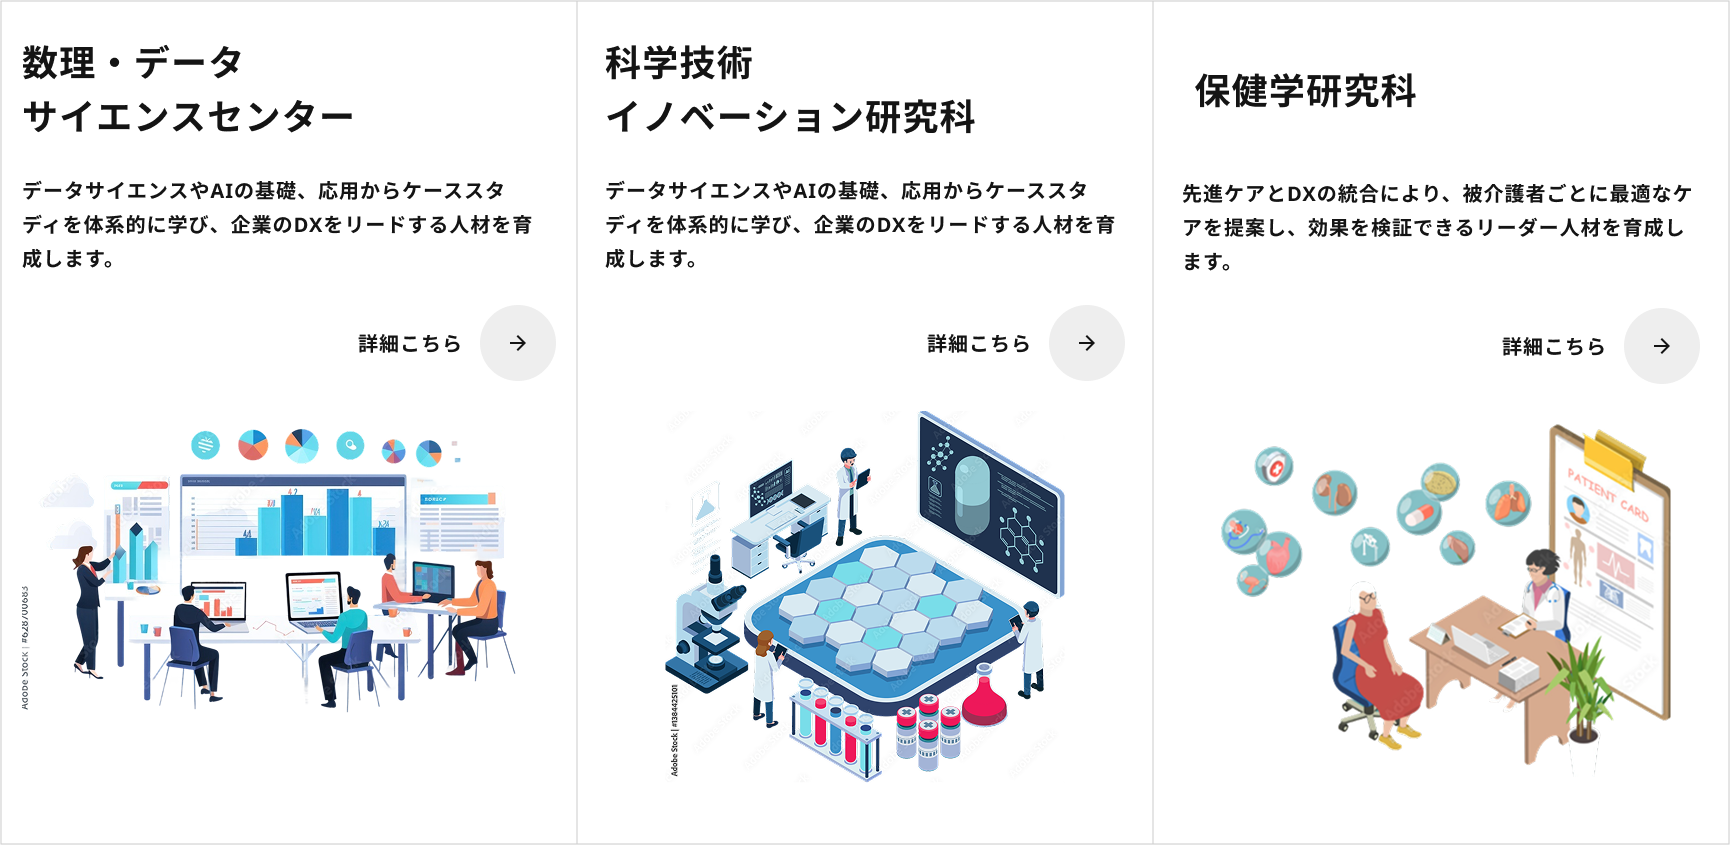 数理・データ
サイエンスセンター
データサイエンスやAIの基礎、応用からケーススタ
ディを体系的に学び、企業のDXをリードする人材を育
成します。
詳細こちら
科学技術
イノベーション研究科
データサイエンスやAIの基礎、応用からケーススタ
ディを体系的に学び、企業のDXをリードする人材を育
成します。
詳細こちら
Adobe Stock | #1384425101
保健学研究科
先進ケアとDXの統合により、被介護者ごとに最適なケ
アを提案し、効果を検証できるリーダー人材を育成し
ます。
詳細こちら
PATIENT CARD